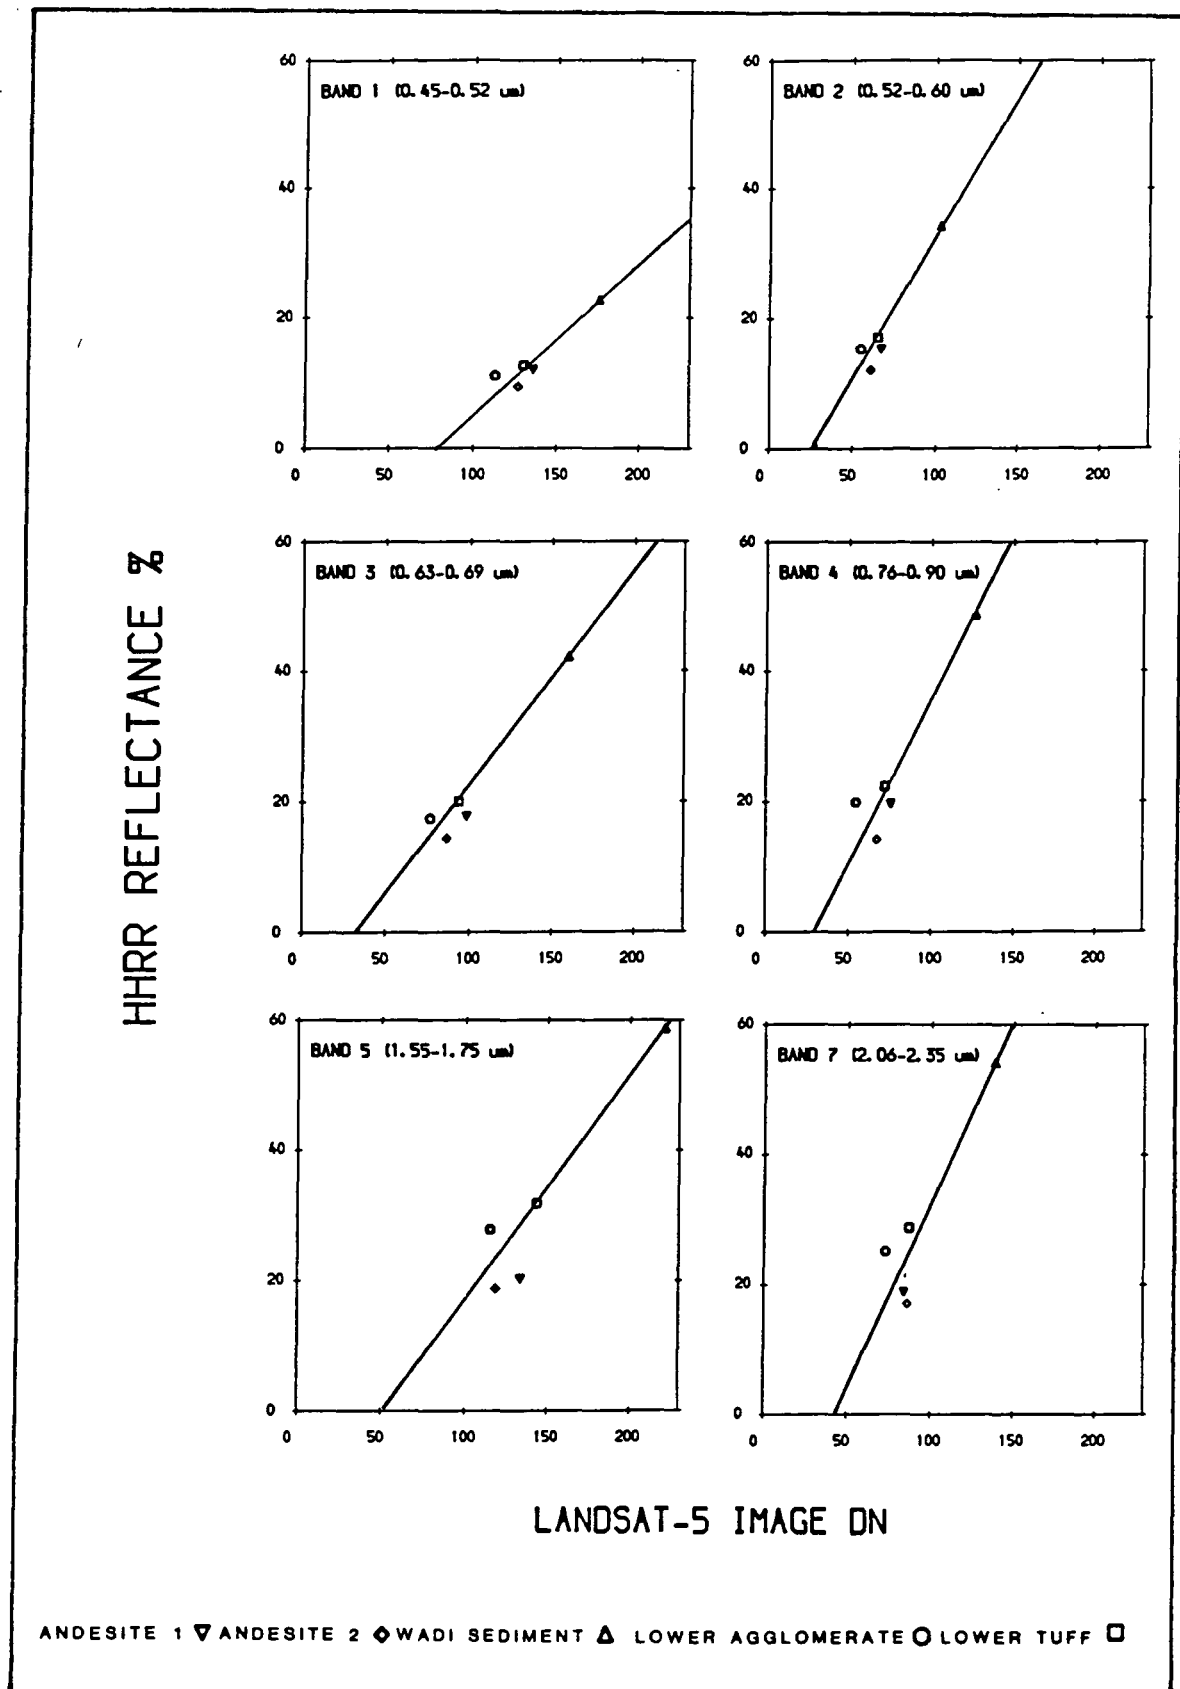 60
60
BAND 1 (0.45-0.52 um)
BAND 2 (0.52-0.60 um)
40
40
20
20
0
0
0 50 100 150 200
0 50 100 150 200
60
60
BAND 3 (0.63-0.69 um)
BAND 4 (0.76-0.90 um)
40
40
20
20
0
0
0 50 100 150 200
0 50 100 150 200
60
60
BAND 5 (1.55-1.75 um)
BAND 7 (2.06-2.35 um)
40
40
20
20
0
0
0 50 100 150 200
0 50 100 150 200
HHRR REFLECTANCE %
LANDSAT-5 IMAGE DN
ANDESITE 1 ANDESITE 2 WADI SEDIMENT LOWER AGGLOMERATE LOWER TUFF